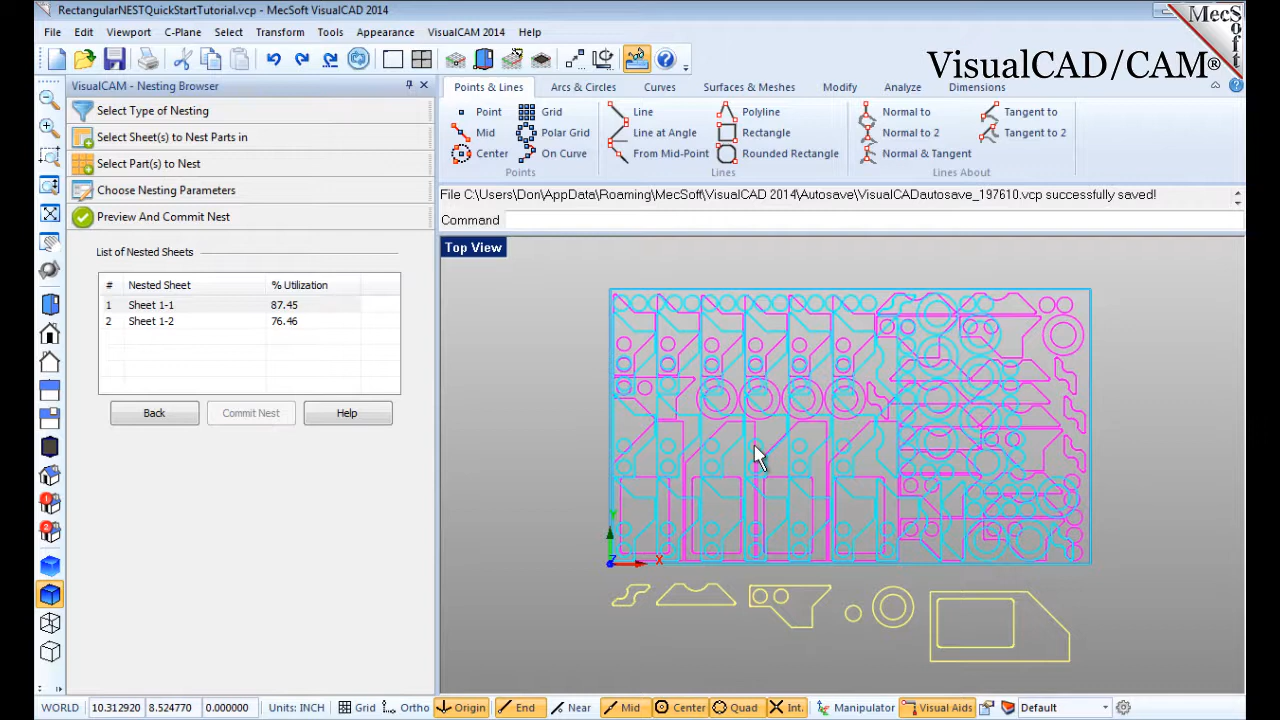 RectangularNESTQuickStartTutorial.vcp - MecSoft VisualCAD 2014
MecSoft
VisualCAD/CAM®
File Edit Viewport C-Plane Select Transform Tools Appearance VisualCAM 2014 Help
VisualCAM - Nesting Browser
Select Type of Nesting
Select Sheet(s) to Nest Parts in
Select Part(s) to Nest
Choose Nesting Parameters
Preview And Commit Nest
List of Nested Sheets
# Nested Sheet % Utilization
1 Sheet 1-1 87.45
2 Sheet 1-2 76.46
Back Commit Nest Help
Points & Lines Arcs & Circles Curves Surfaces & Meshes Modify Analyze Dimensions
Point Grid Line Polyline Normal to Tangent to
Mid Polar Grid Line at Angle Rectangle Normal to 2 Tangent to 2
Center On Curve From Mid-Point Rounded Rectangle Normal & Tangent
Points Lines Lines About
File C:\Users\Don\AppData\Roaming\MecSoft\VisualCAD 2014\Autosave\VisualCADautosave_197610.vcp successfully saved!
Command
Top View
Y
Z
X
1
2
WORLD 10.312920 8.524770 0.000000 Units: INCH Grid Ortho Origin End Near Mid Center Quad Int. Manipulator Visual Aids Default